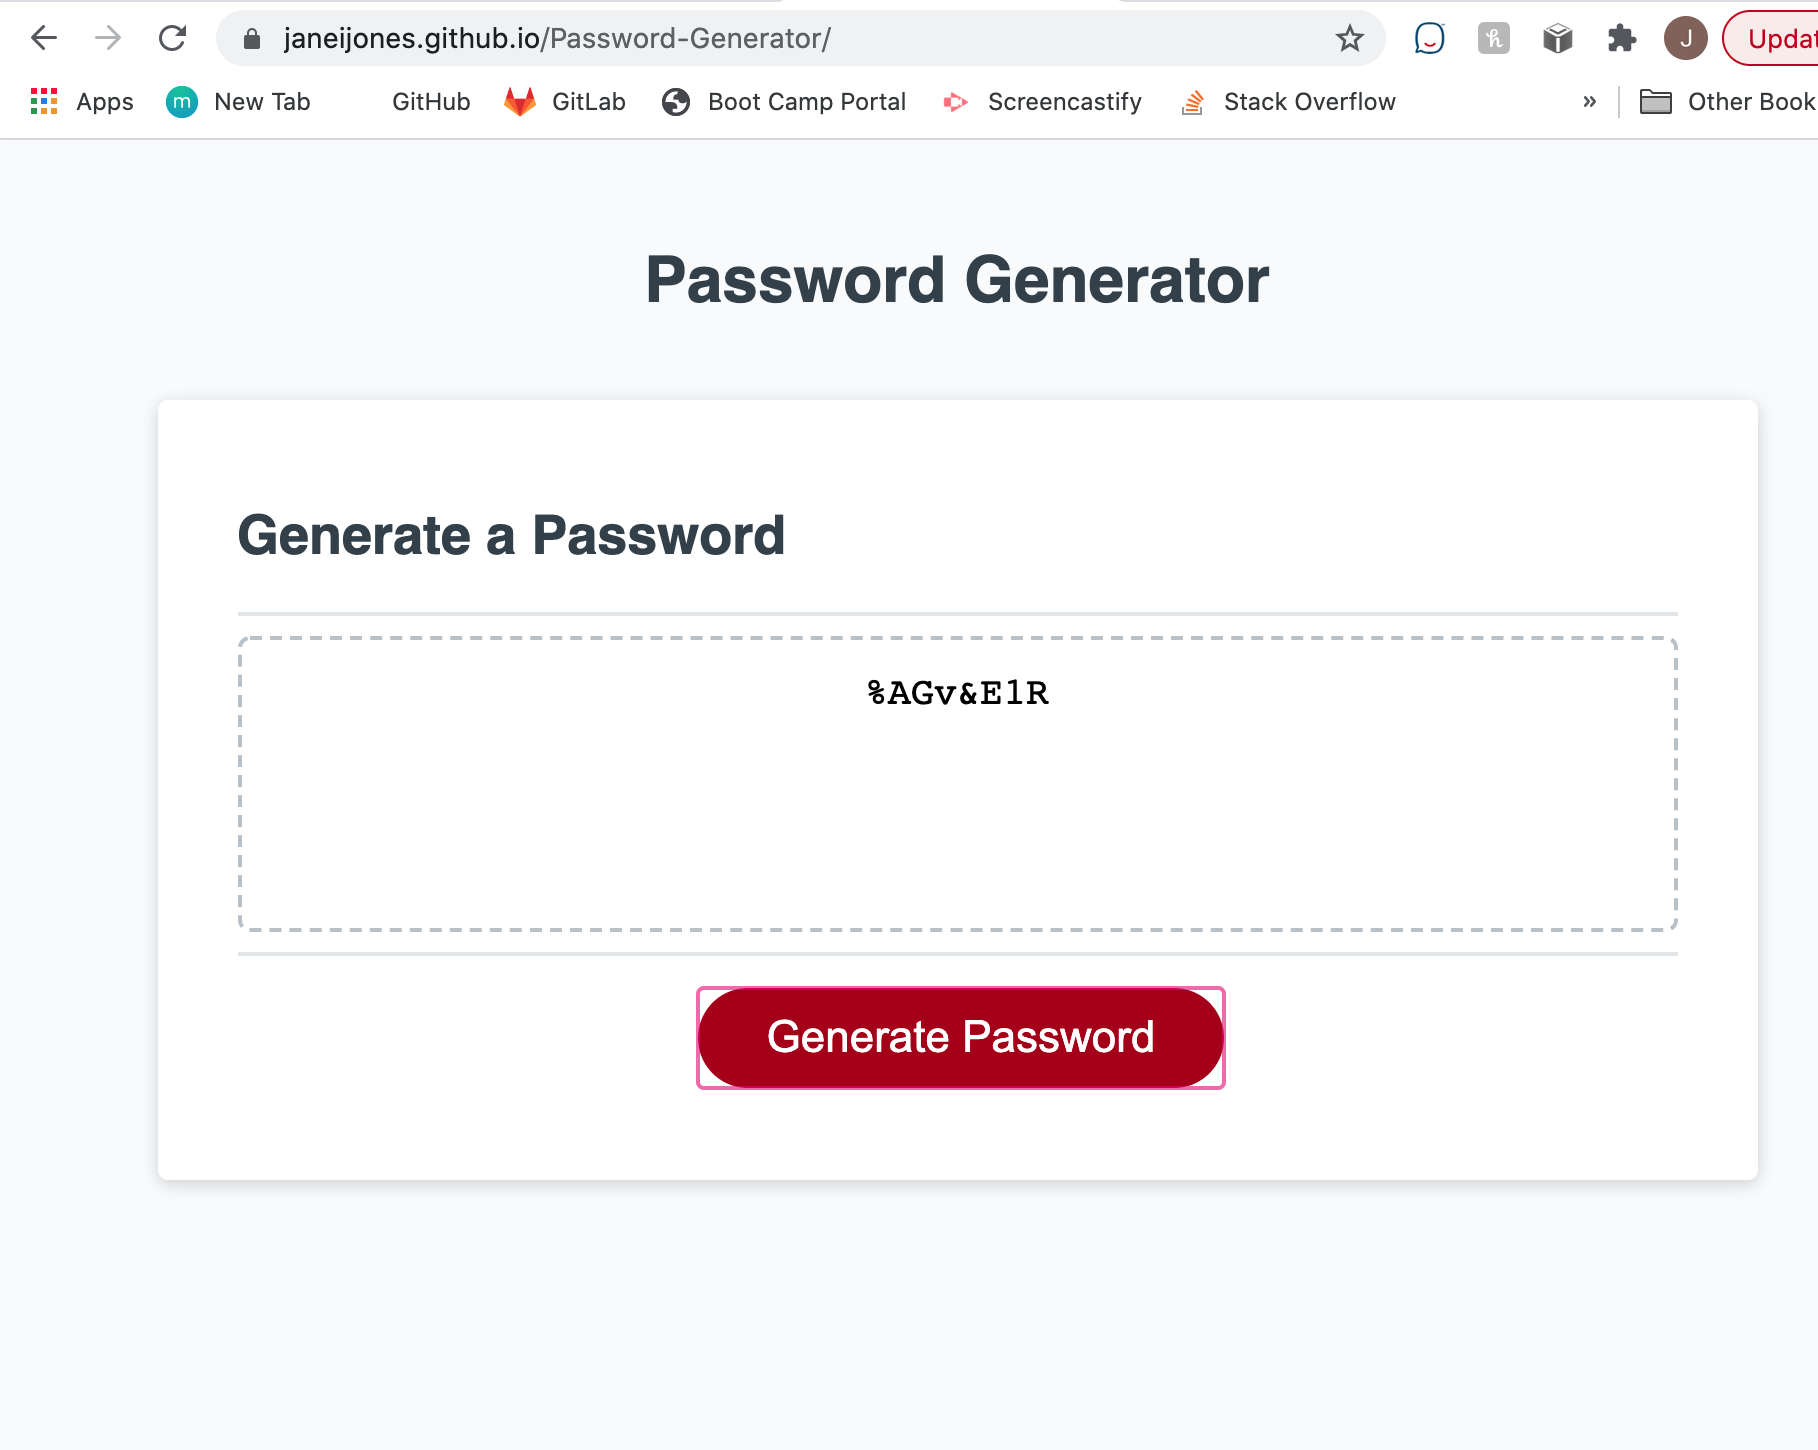 janeijones.github.io/Password-Generator/
J
Updat
Apps
m
New Tab
GitHub
GitLab
Boot Camp Portal
Screencastify
Stack Overflow
»
Other Book
Password Generator
Generate a Password
%AGv&E1R
Generate Password